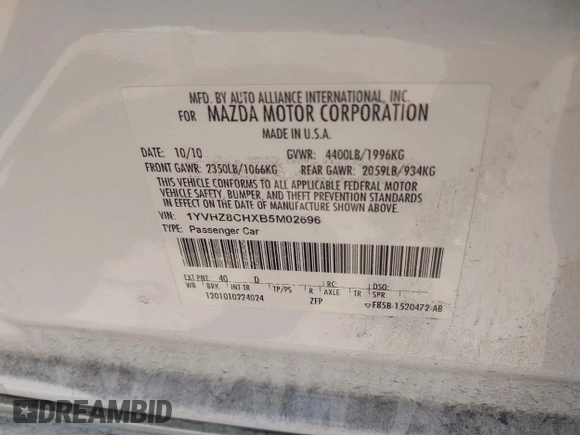 MFD. BY AUTO ALLIANCE INTERNATIONAL, INC.
FOR MAZDA MOTOR CORPORATION
MADE IN U.S.A.
DATE: 10/10 GVWR: 4400LB/1996KG
FRONT GAWR: 2350LB/1066KG REAR GAWR: 2059LB/934KG
THIS VEHICLE CONFORMS TO ALL APPLICABLE FEDERAL MOTOR
VEHICLE SAFETY, BUMPER, AND THEFT PREVENTION STANDARDS
IN EFFECT ON THE DATE OF MANUFACTURE SHOWN ABOVE.
VIN: 1YVHZ8CHXB5M02696
TYPE: Passenger Car
EXT PNT: 40 D RC: DSO:
WB BRK INT TR TP/PS R AXLE TR SPR
1201010224024 ZFP F85B-1520472-AB
DREAMBID